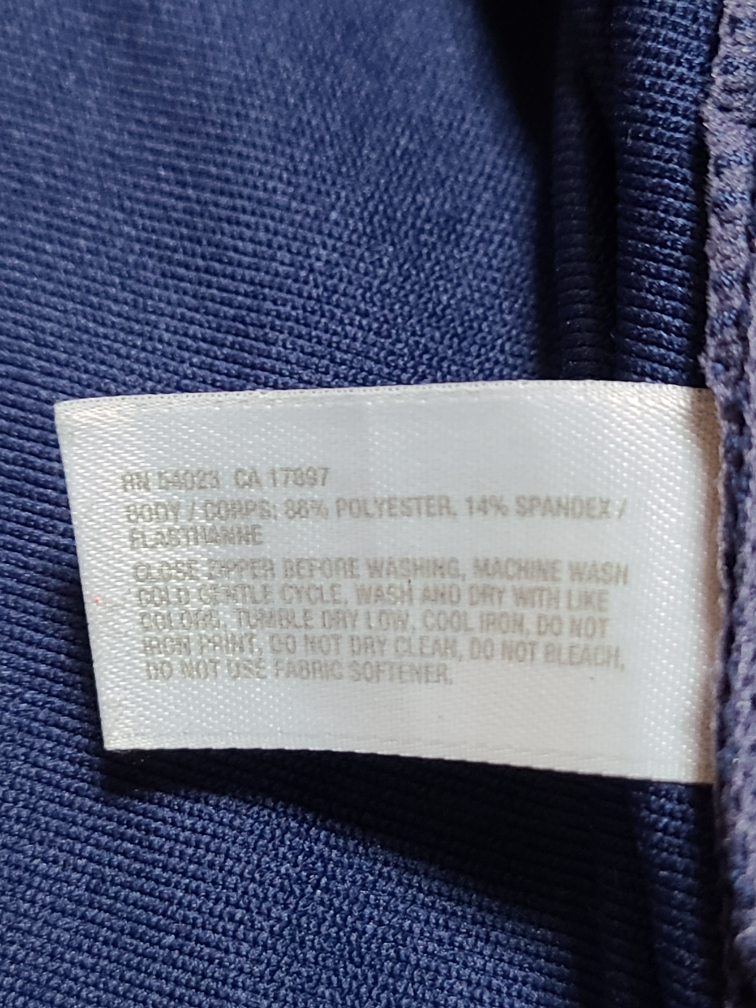 RN 54023 CA 17897
BODY / CORPS: 86% POLYESTER, 14% SPANDEX /
ÉLASTHANNE
CLOSE ZIPPER BEFORE WASHING, MACHINE WASH
COLD GENTLE CYCLE, WASH AND DRY WITH LIKE
COLORS, TUMBLE DRY LOW, COOL IRON, DO NOT
IRON PRINT, DO NOT DRY CLEAN, DO NOT BLEACH,
DO NOT USE FABRIC SOFTENER.